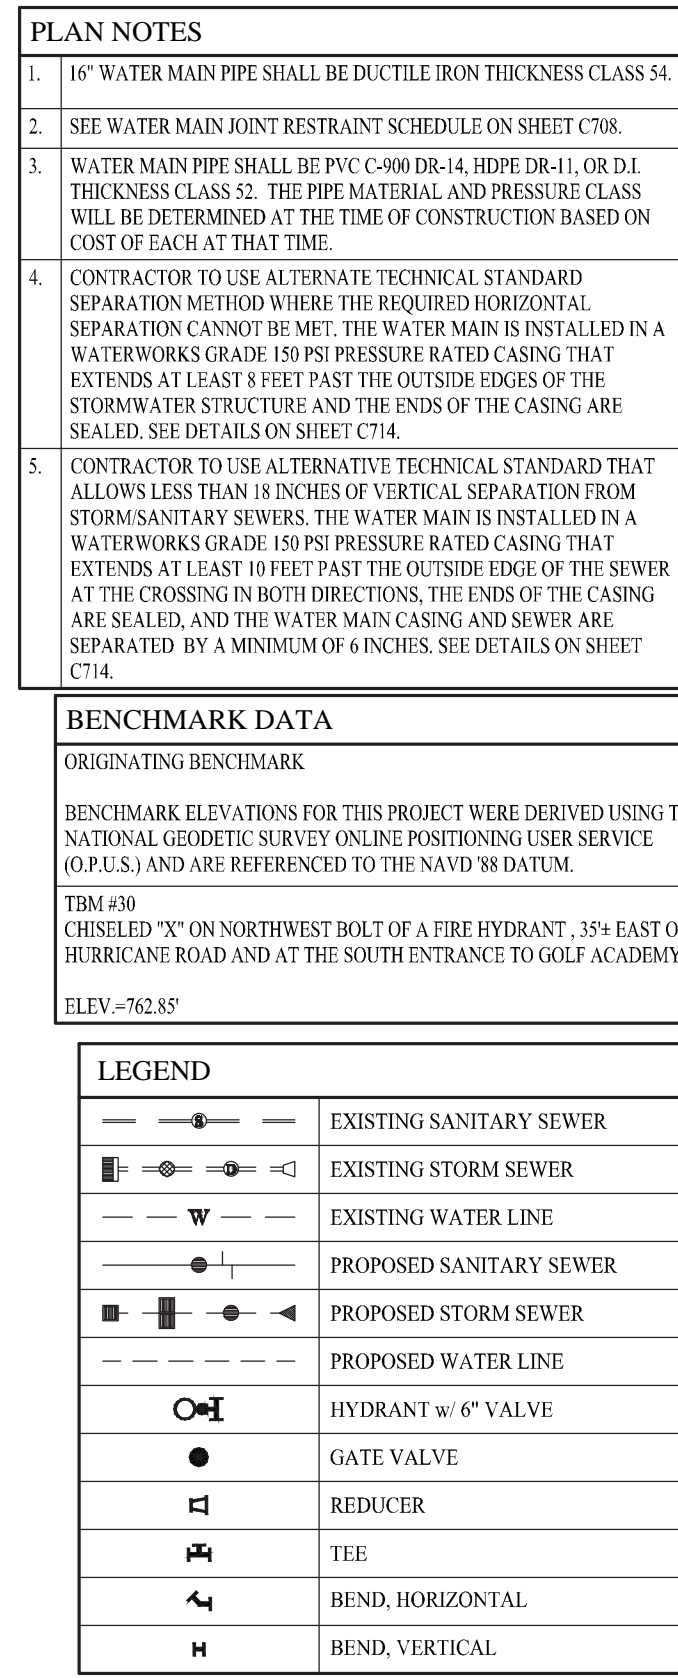 PLAN NOTES
1. 16" WATER MAIN PIPE SHALL BE DUCTILE IRON THICKNESS CLASS 54.
2. SEE WATER MAIN JOINT RESTRAINT SCHEDULE ON SHEET C708.
3. WATER MAIN PIPE SHALL BE PVC C-900 DR-14, HDPE DR-11, OR D.I.
THICKNESS CLASS 52. THE PIPE MATERIAL AND PRESSURE CLASS
WILL BE DETERMINED AT THE TIME OF CONSTRUCTION BASED ON
COST OF EACH AT THAT TIME.
4. CONTRACTOR TO USE ALTERNATE TECHNICAL STANDARD
SEPARATION METHOD WHERE THE REQUIRED HORIZONTAL
SEPARATION CANNOT BE MET. THE WATER MAIN IS INSTALLED IN A
WATERWORKS GRADE 150 PSI PRESSURE RATED CASING THAT
EXTENDS AT LEAST 8 FEET PAST THE OUTSIDE EDGES OF THE
STORMWATER STRUCTURE AND THE ENDS OF THE CASING ARE
SEALED. SEE DETAILS ON SHEET C714.
5. CONTRACTOR TO USE ALTERNATIVE TECHNICAL STANDARD THAT
ALLOWS LESS THAN 18 INCHES OF VERTICAL SEPARATION FROM
STORM/SANITARY SEWERS. THE WATER MAIN IS INSTALLED IN A
WATERWORKS GRADE 150 PSI PRESSURE RATED CASING THAT
EXTENDS AT LEAST 10 FEET PAST THE OUTSIDE EDGE OF THE SEWER
AT THE CROSSING IN BOTH DIRECTIONS, THE ENDS OF THE CASING
ARE SEALED, AND THE WATER MAIN CASING AND SEWER ARE
SEPARATED BY A MINIMUM OF 6 INCHES. SEE DETAILS ON SHEET
C714.
BENCHMARK DATA
ORIGINATING BENCHMARK
BENCHMARK ELEVATIONS FOR THIS PROJECT WERE DERIVED USING T
NATIONAL GEODETIC SURVEY ONLINE POSITIONING USER SERVICE
(O.P.U.S.) AND ARE REFERENCED TO THE NAVD '88 DATUM.
TBM #30
CHISELED "X" ON NORTHWEST BOLT OF A FIRE HYDRANT , 35'± EAST O
HURRICANE ROAD AND AT THE SOUTH ENTRANCE TO GOLF ACADEMY
ELEV.=762.85'
LEGEND
S EXISTING SANITARY SEWER
D EXISTING STORM SEWER
W EXISTING WATER LINE
PROPOSED SANITARY SEWER
PROPOSED STORM SEWER
PROPOSED WATER LINE
HYDRANT w/ 6" VALVE
GATE VALVE
REDUCER
TEE
BEND, HORIZONTAL
BEND, VERTICAL